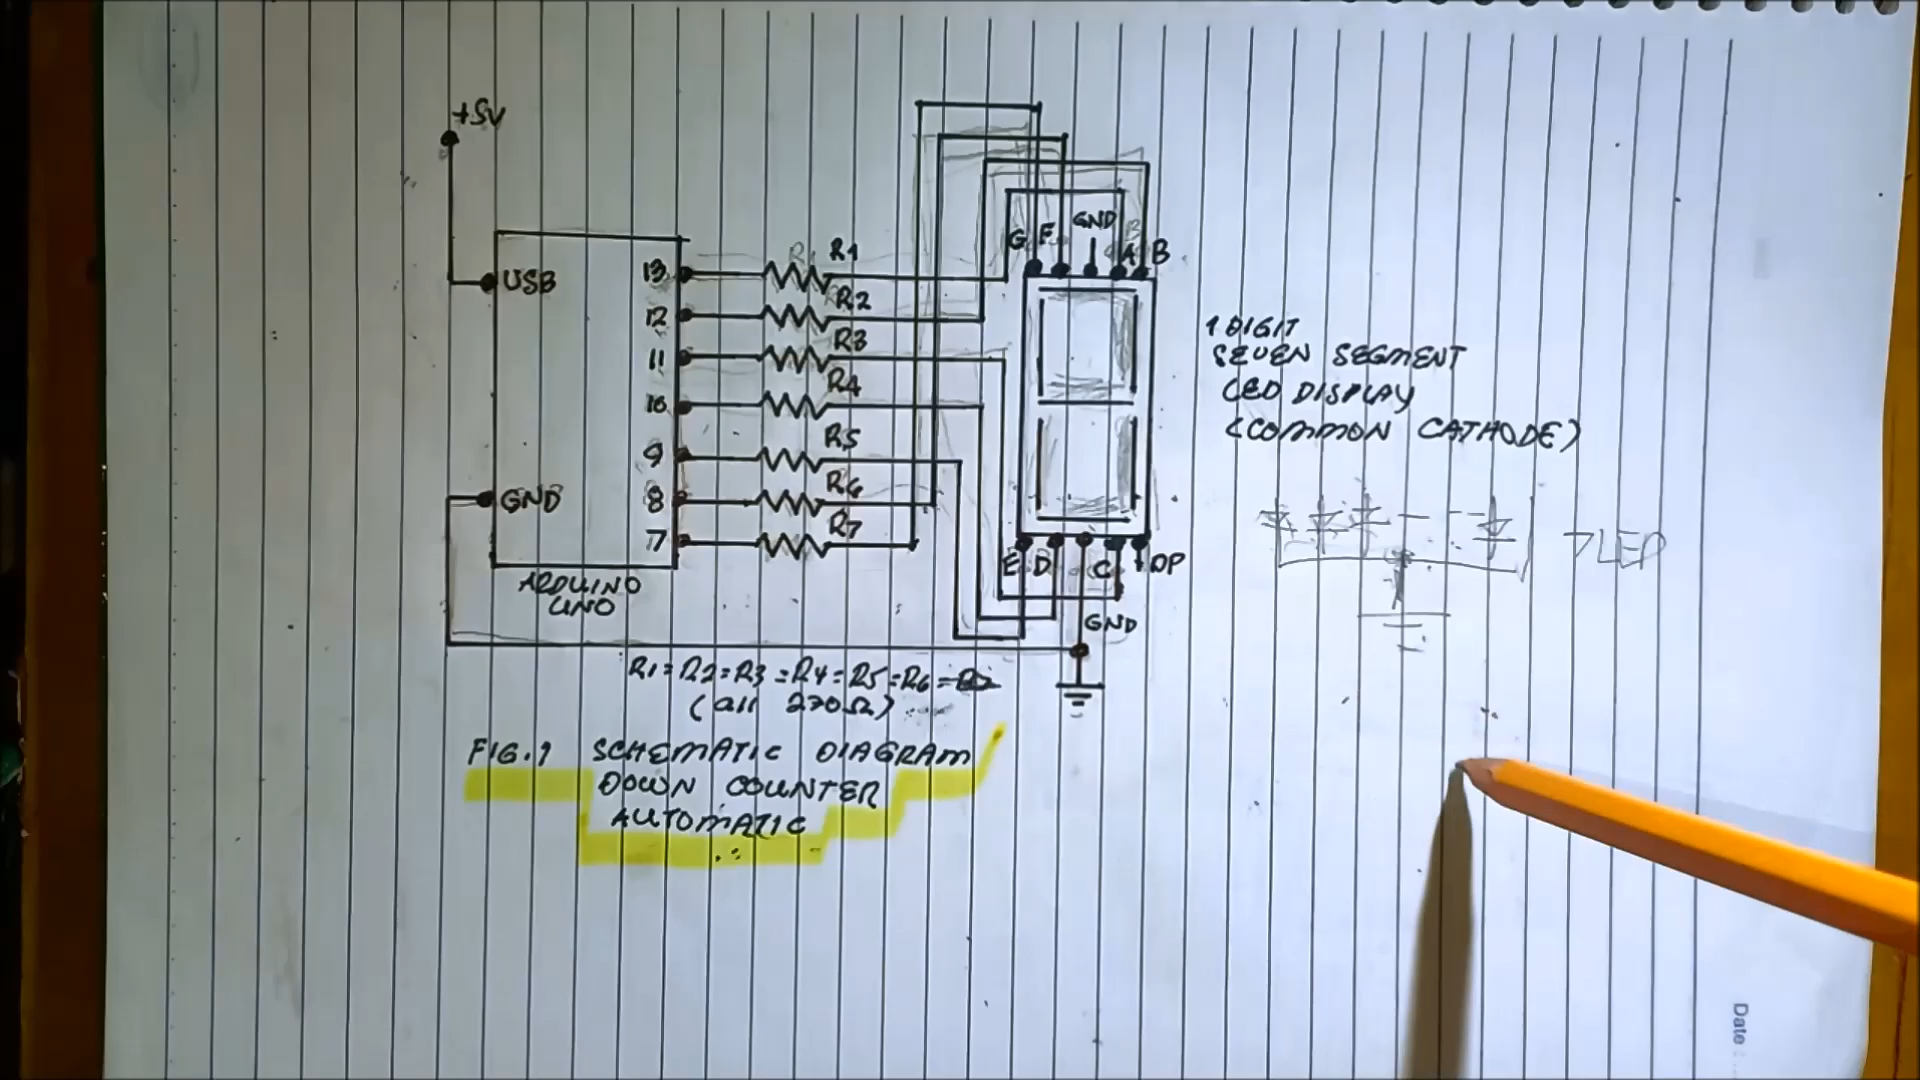 +5V
USB
GND
ARDUINO
UNO
13
12
11
10
9
8
7
R1
R2
R3
R4
R5
R6
R7
G F GND A B
E D C DP
GND
1 DIGIT
SEVEN SEGMENT
LED DISPLAY
(COMMON CATHODE)
7 LED
R1=R2=R3=R4=R5=R6=
(all 270Ω)
FIG.1 SCHEMATIC DIAGRAM
DOWN COUNTER
AUTOMATIC
Date :